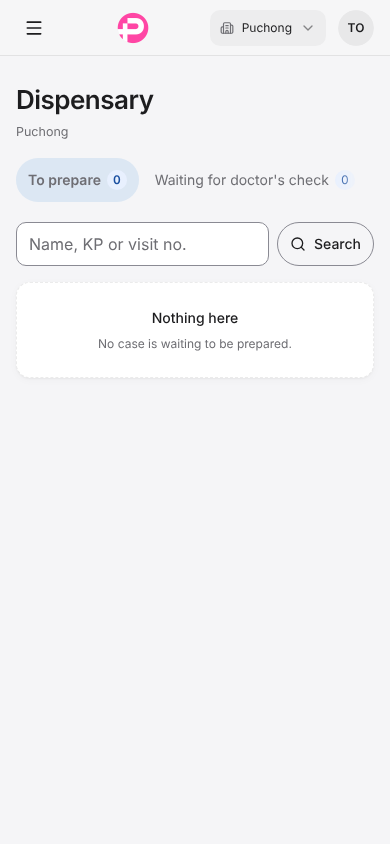 Puchong
TO
Dispensary
Puchong
To prepare 0
Waiting for doctor's check 0
Name, KP or visit no.
Search
Nothing here
No case is waiting to be prepared.